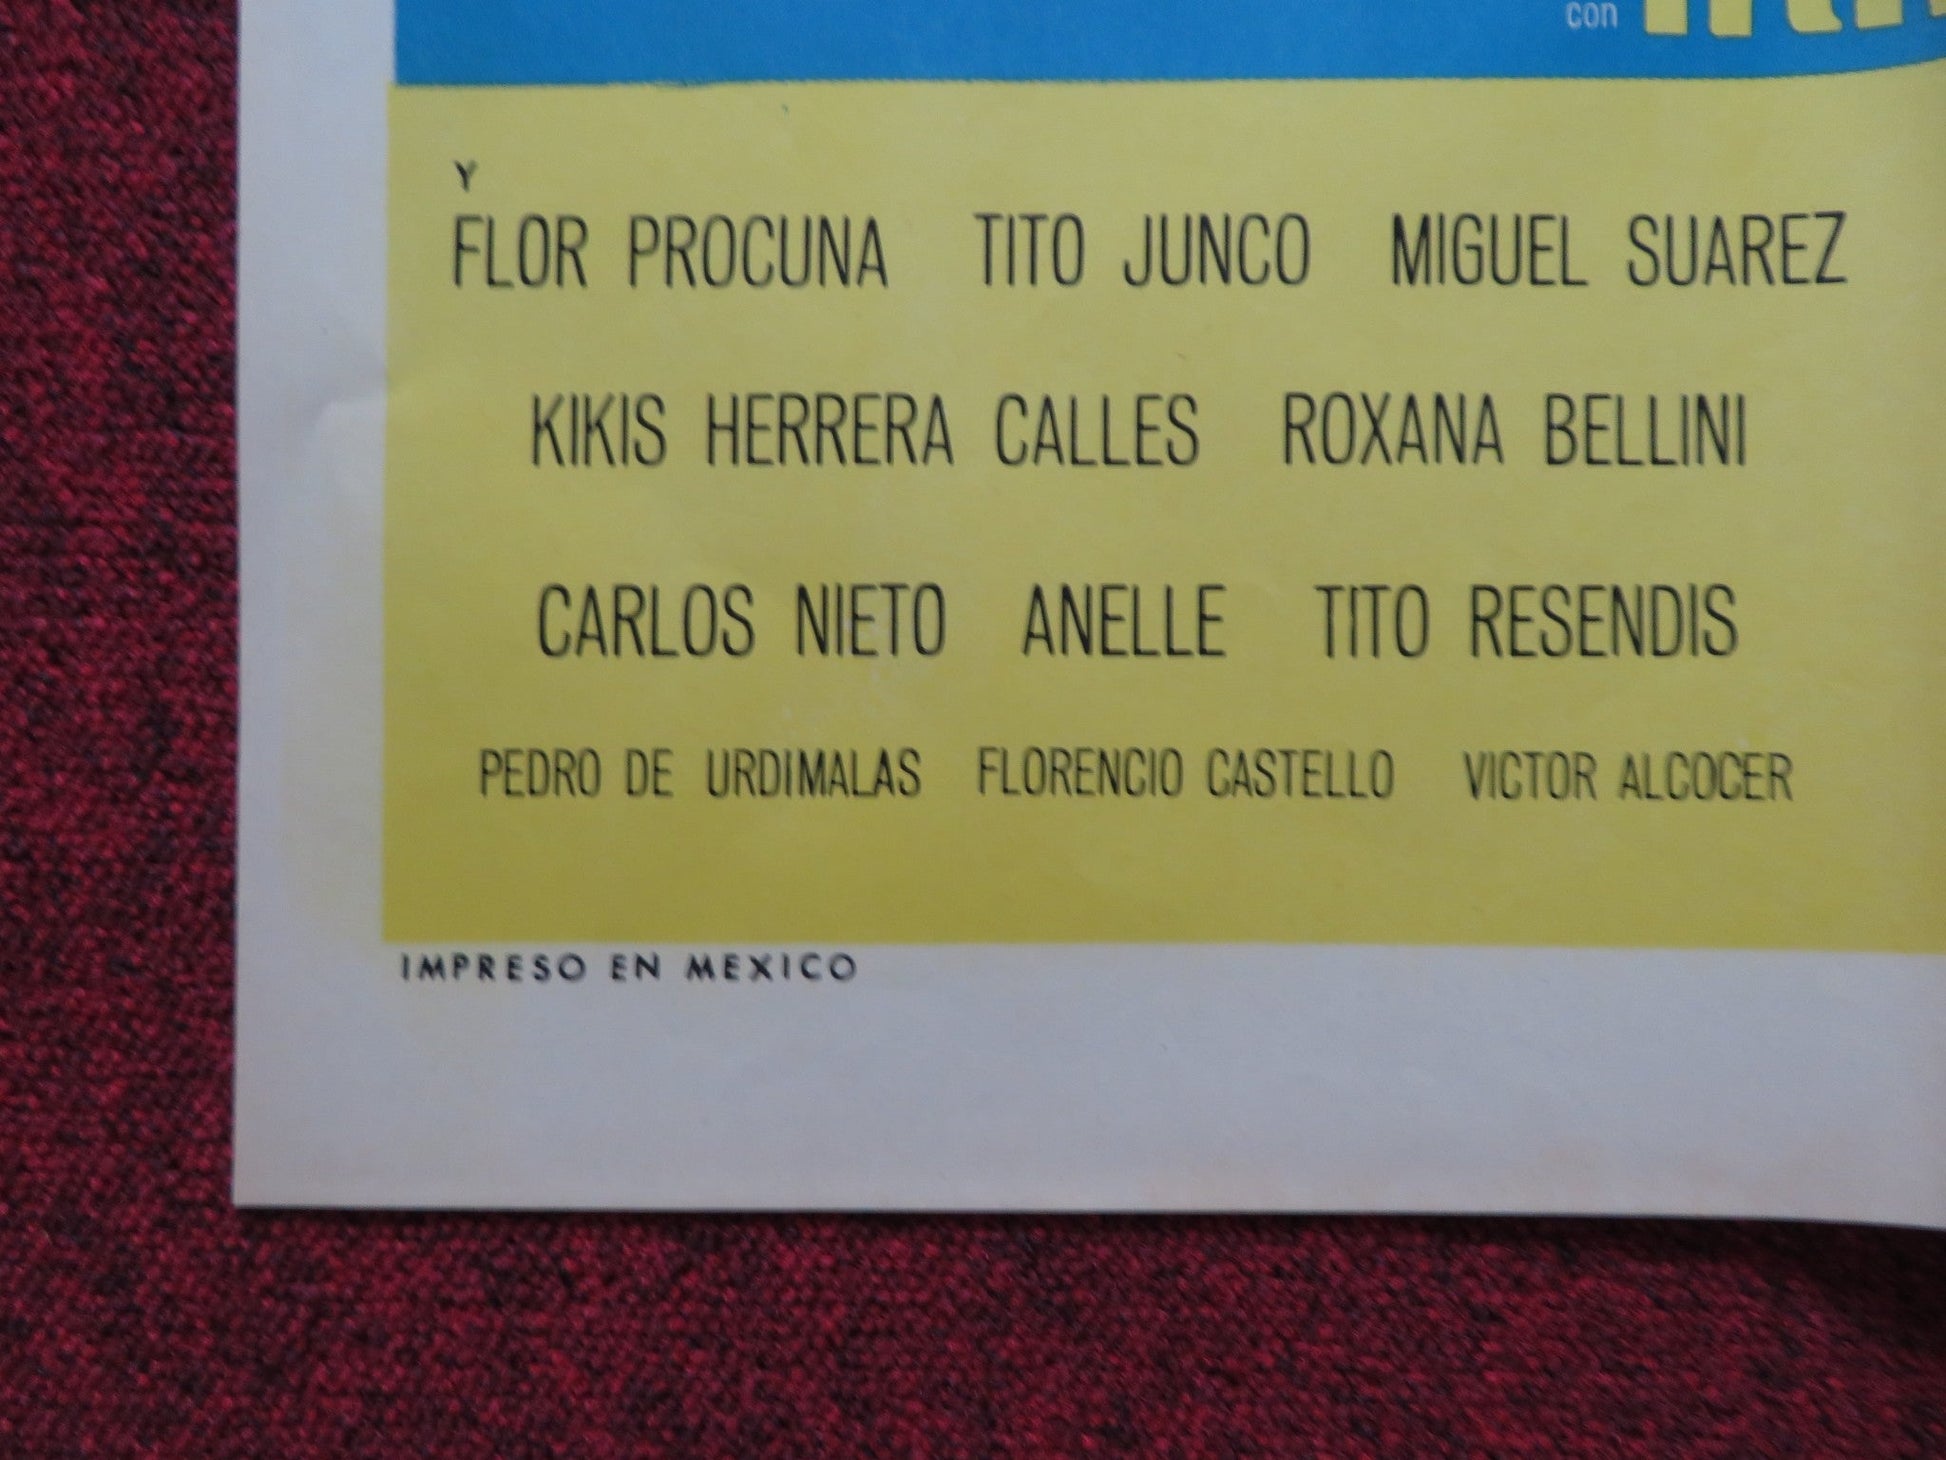 con
Y
FLOR PROCUNA TITO JUNCO MIGUEL SUAREZ
KIKIS HERRERA CALLES ROXANA BELLINI
CARLOS NIETO ANELLE TITO RESENDIS
PEDRO DE URDIMALAS FLORENCIO CASTELLO VICTOR ALCOCER
IMPRESO EN MEXICO